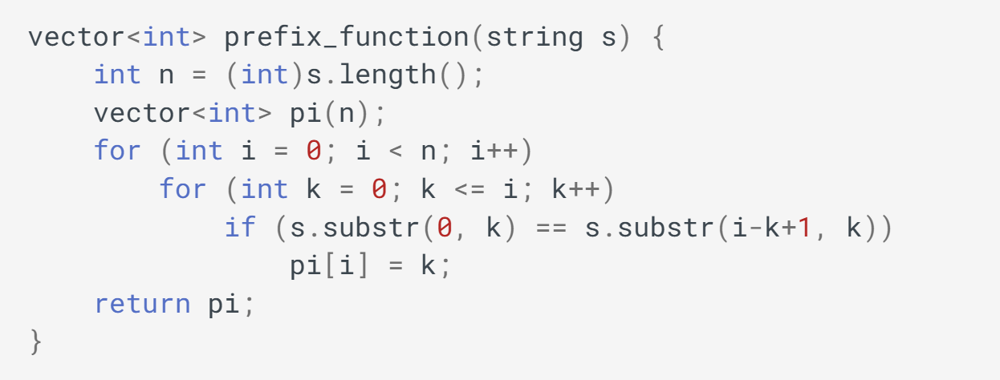 vector<int> prefix_function(string s) {
    int n = (int)s.length();
    vector<int> pi(n);
    for (int i = 0; i < n; i++)
        for (int k = 0; k <= i; k++)
            if (s.substr(0, k) == s.substr(i-k+1, k))
                pi[i] = k;
    return pi;
}